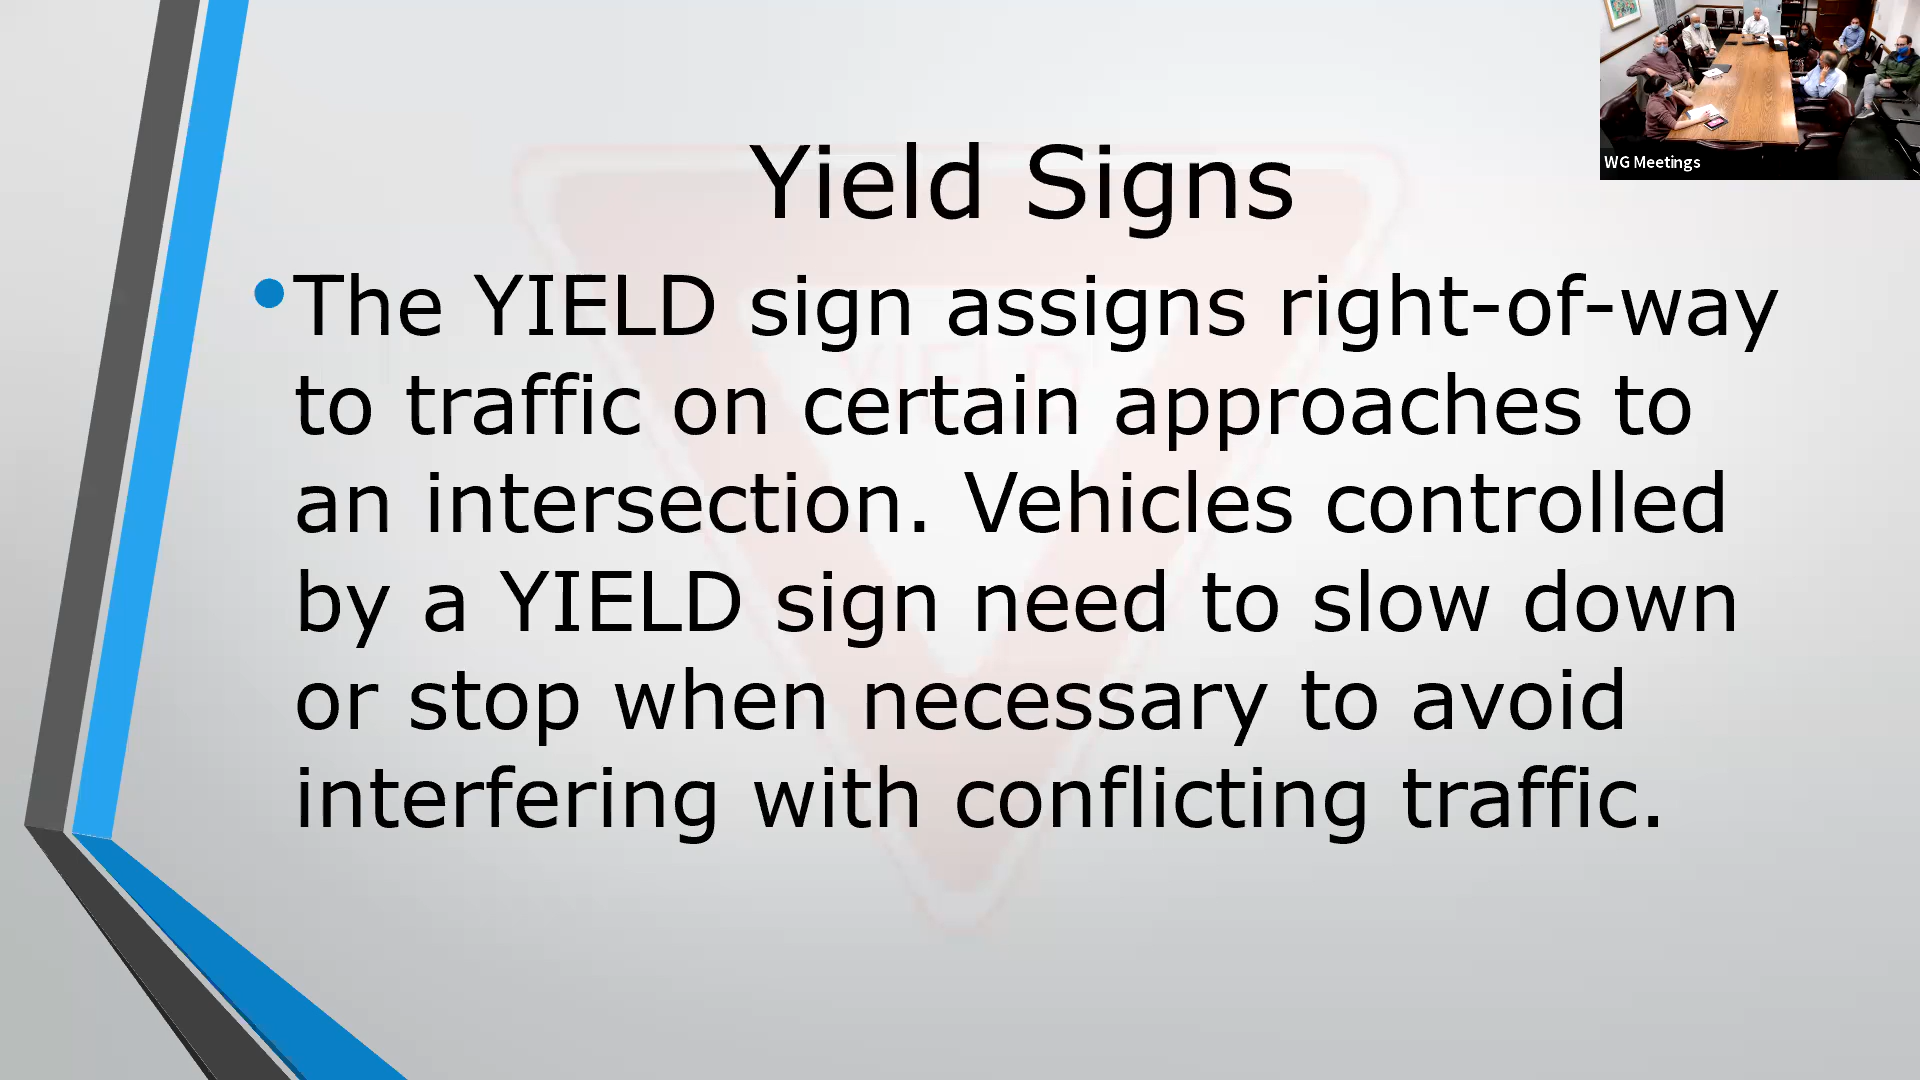 WG Meetings
Yield Signs
YIELD
•The YIELD sign assigns right-of-way
to traffic on certain approaches to
an intersection. Vehicles controlled
by a YIELD sign need to slow down
or stop when necessary to avoid
interfering with conflicting traffic.